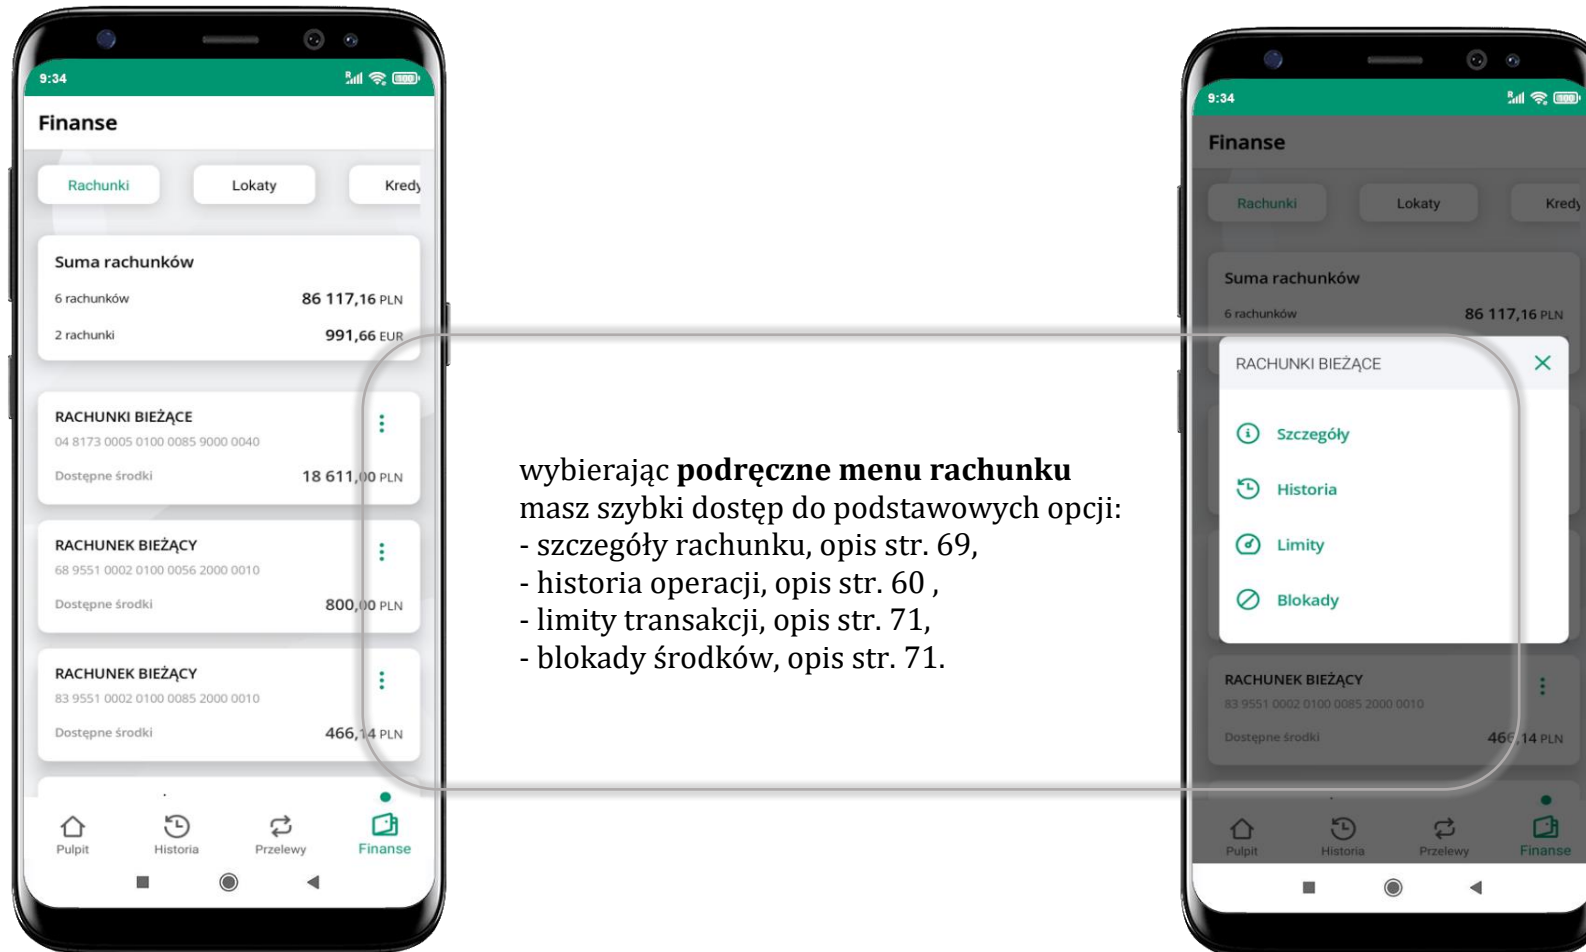 9:34
Finanse
Rachunki Lokaty Kredy
Suma rachunków
6 rachunków 86 117,16 PLN
2 rachunki 991,66 EUR
RACHUNKI BIEŻĄCE
04 8173 0005 0100 0085 9000 0040
Dostępne środki 18 611,00 PLN
RACHUNEK BIEŻĄCY
68 9551 0002 0100 0056 2000 0010
Dostępne środki 800,00 PLN
RACHUNEK BIEŻĄCY
83 9551 0002 0100 0085 2000 0010
Dostępne środki 466,14 PLN
Pulpit Historia Przelewy Finanse
wybierając podręczne menu rachunku
masz szybki dostęp do podstawowych opcji:
- szczegóły rachunku, opis str. 69,
- historia operacji, opis str. 60 ,
- limity transakcji, opis str. 71,
- blokady środków, opis str. 71.
9:34
Finanse
Rachunki Lokaty Kredy
Suma rachunków
6 rachunków 86 117,16 PLN
RACHUNKI BIEŻĄCE
Szczegóły
Historia
Limity
Blokady
RACHUNEK BIEŻĄCY
83 9551 0002 0100 0085 2000 0010
Dostępne środki 466,14 PLN
Pulpit Historia Przelewy Finanse